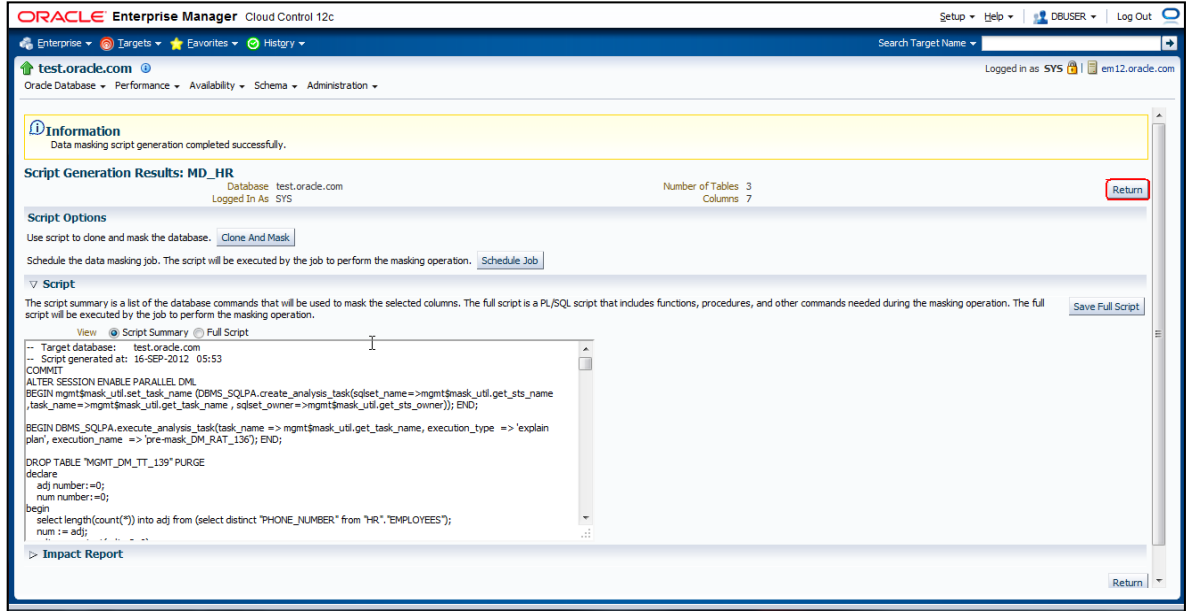 ORACLE Enterprise Manager Cloud Control 12c
Setup Help DBUSER Log Out
Enterprise Targets Favorites History Search Target Name
test.oracle.com Logged in as SYS em12.oracle.com
Oracle Database Performance Availability Schema Administration
Information
Data masking script generation completed successfully.
Script Generation Results: MD_HR
Database test.oracle.com Number of Tables 3
Logged In As SYS Columns 7
Return
Script Options
Use script to clone and mask the database. Clone And Mask
Schedule the data masking job. The script will be executed by the job to perform the masking operation. Schedule Job
Script
The script summary is a list of the database commands that will be used to mask the selected columns. The full script is a PL/SQL script that includes functions, procedures, and other commands needed during the masking operation. The full
script will be executed by the job to perform the masking operation.
Save Full Script
View Script Summary Full Script
-- Target database: test.oracle.com
-- Script generated at: 16-SEP-2012 05:53
COMMIT
ALTER SESSION ENABLE PARALLEL DML
BEGIN mgmt$mask_util.set_task_name (DBMS_SQLPA.create_analysis_task(sqlset_name=>mgmt$mask_util.get_sts_name
,task_name=>mgmt$mask_util.get_task_name , sqlset_owner=>mgmt$mask_util.get_sts_owner)); END;
BEGIN DBMS_SQLPA.execute_analysis_task(task_name => mgmt$mask_util.get_task_name, execution_type => 'explain
plan', execution_name => 'pre-mask_DM_RAT_136'); END;
DROP TABLE "MGMT_DM_TT_139" PURGE
declare
adj number:=0;
num number:=0;
begin
select length(count(*)) into adj from (select distinct "PHONE_NUMBER" from "HR"."EMPLOYEES");
num := adj;
Impact Report
Return